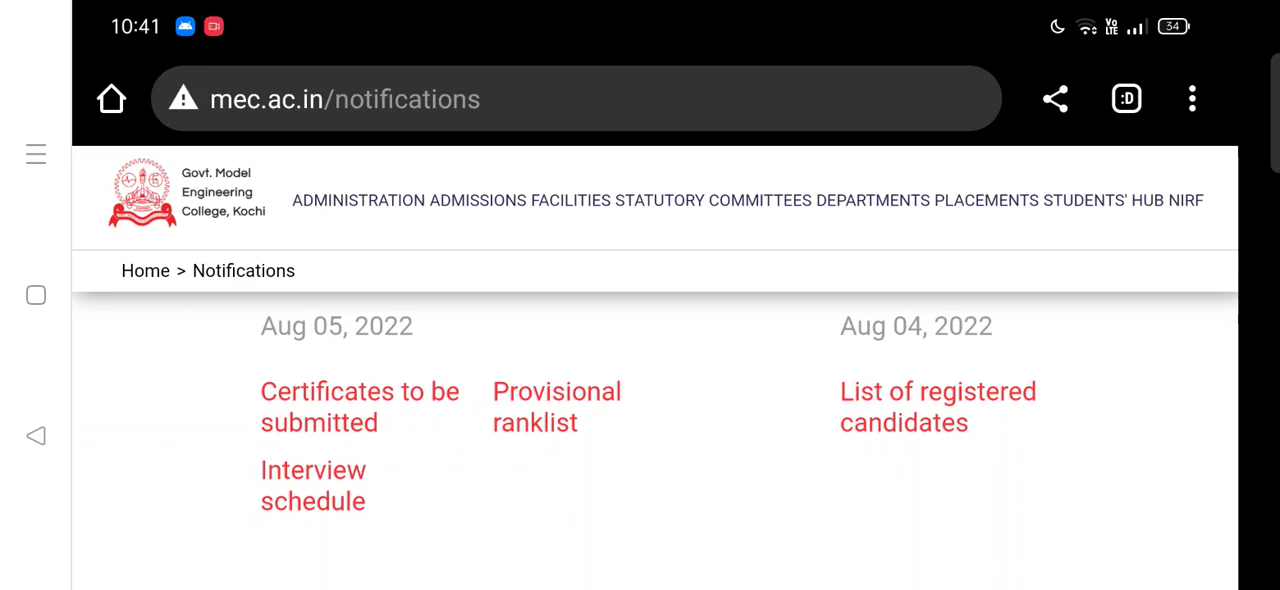 10:41
Vo LTE
34
mec.ac.in/notifications
:D
Govt. Model
Engineering
College, Kochi
ADMINISTRATION ADMISSIONS FACILITIES STATUTORY COMMITTEES DEPARTMENTS PLACEMENTS STUDENTS' HUB NIRF
Home > Notifications
Aug 05, 2022
Certificates to be
submitted
Provisional
ranklist
Interview
schedule
Aug 04, 2022
List of registered
candidates